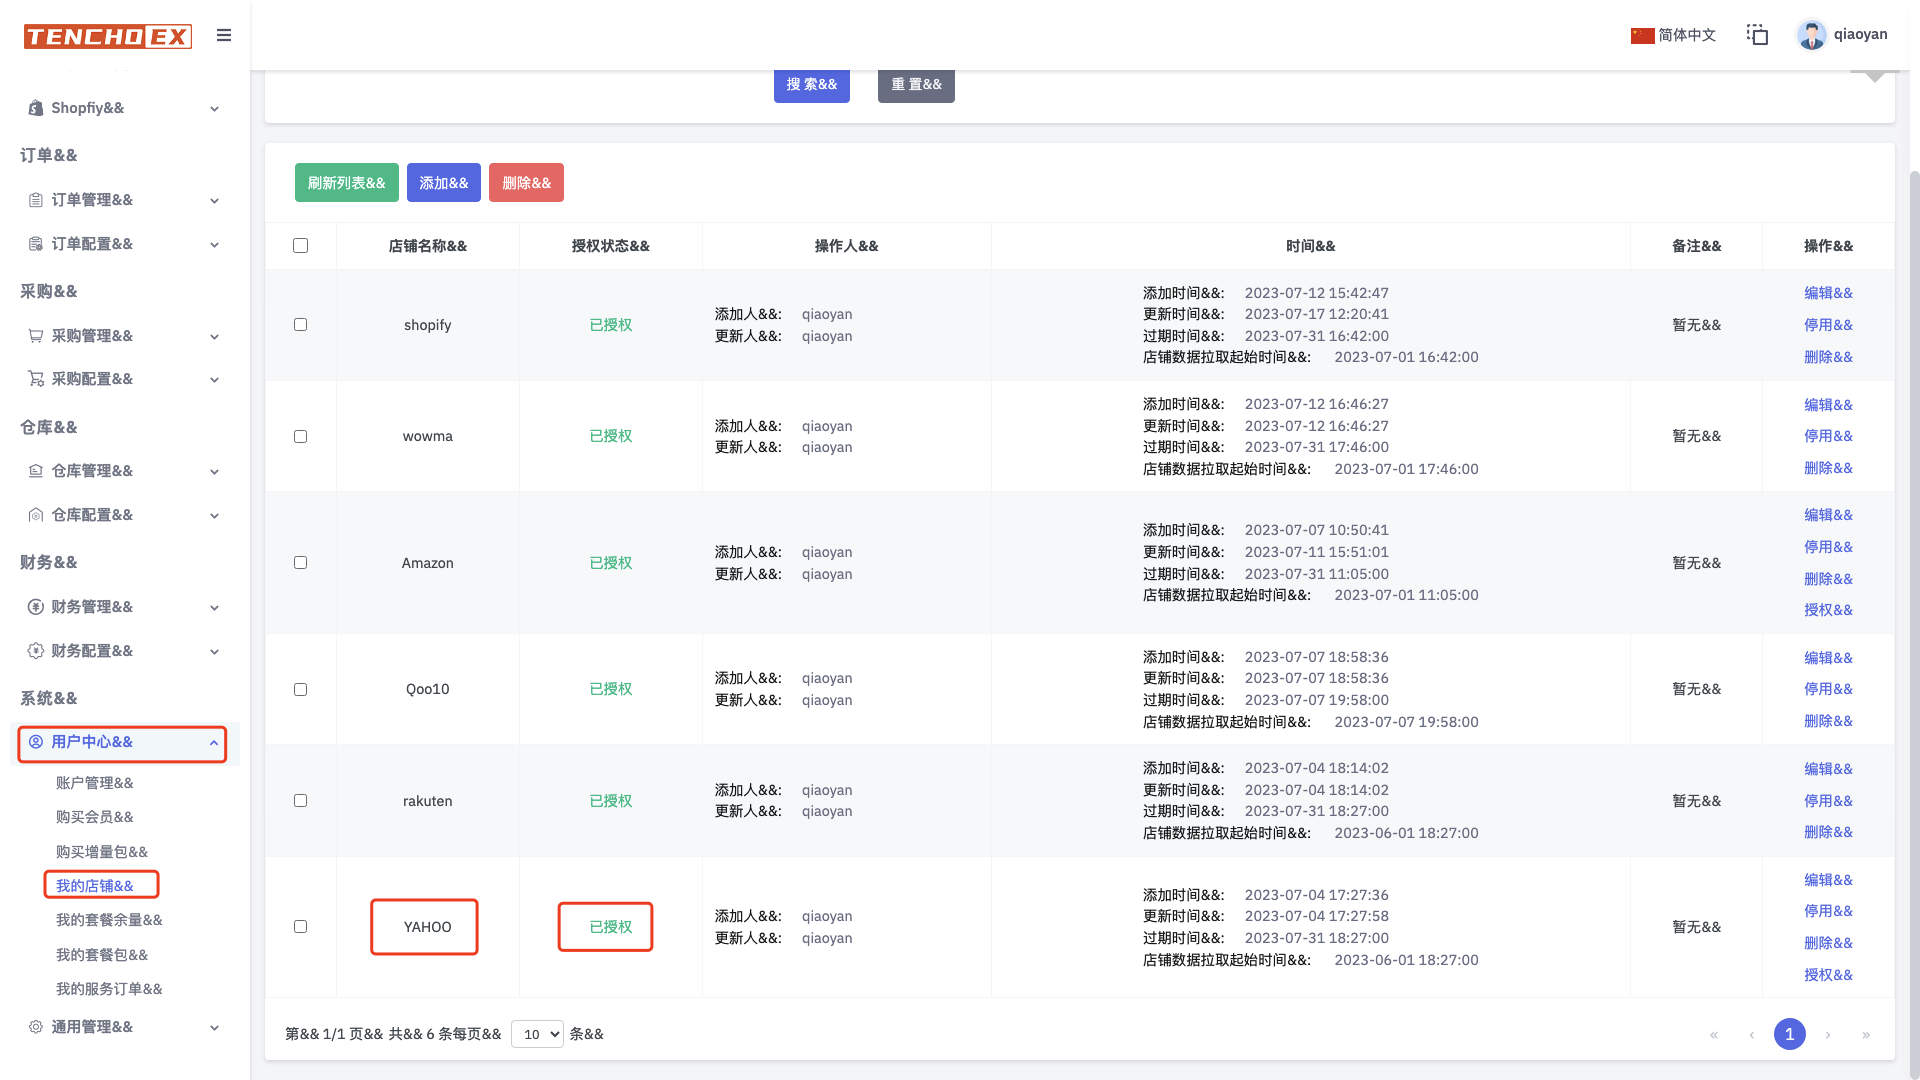 TENCHO EX
简体中文
qiaoyan
Shopfiy&&
订单&&
订单管理&&
订单配置&&
采购&&
采购管理&&
采购配置&&
仓库&&
仓库管理&&
仓库配置&&
财务&&
财务管理&&
财务配置&&
系统&&
用户中心&&
账户管理&&
购买会员&&
购买增量包&&
我的店铺&&
我的套餐余量&&
我的套餐包&&
我的服务订单&&
通用管理&&
搜 索&& 重 置&&
刷新列表&& 添加&& 删除&&
店铺名称&& 授权状态&& 操作人&& 时间&& 备注&& 操作&&
shopify
已授权
添加人&&: qiaoyan
更新人&&: qiaoyan
添加时间&&: 2023-07-12 15:42:47
更新时间&&: 2023-07-17 12:20:41
过期时间&&: 2023-07-31 16:42:00
店铺数据拉取起始时间&&: 2023-07-01 16:42:00
暂无&&
编辑&&
停用&&
删除&&
wowma
已授权
添加人&&: qiaoyan
更新人&&: qiaoyan
添加时间&&: 2023-07-12 16:46:27
更新时间&&: 2023-07-12 16:46:27
过期时间&&: 2023-07-31 17:46:00
店铺数据拉取起始时间&&: 2023-07-01 17:46:00
暂无&&
编辑&&
停用&&
删除&&
Amazon
已授权
添加人&&: qiaoyan
更新人&&: qiaoyan
添加时间&&: 2023-07-07 10:50:41
更新时间&&: 2023-07-11 15:51:01
过期时间&&: 2023-07-31 11:05:00
店铺数据拉取起始时间&&: 2023-07-01 11:05:00
暂无&&
编辑&&
停用&&
删除&&
授权&&
Qoo10
已授权
添加人&&: qiaoyan
更新人&&: qiaoyan
添加时间&&: 2023-07-07 18:58:36
更新时间&&: 2023-07-07 18:58:36
过期时间&&: 2023-07-07 19:58:00
店铺数据拉取起始时间&&: 2023-07-07 19:58:00
暂无&&
编辑&&
停用&&
删除&&
rakuten
已授权
添加人&&: qiaoyan
更新人&&: qiaoyan
添加时间&&: 2023-07-04 18:14:02
更新时间&&: 2023-07-04 18:14:02
过期时间&&: 2023-07-31 18:27:00
店铺数据拉取起始时间&&: 2023-06-01 18:27:00
暂无&&
编辑&&
停用&&
删除&&
YAHOO
已授权
添加人&&: qiaoyan
更新人&&: qiaoyan
添加时间&&: 2023-07-04 17:27:36
更新时间&&: 2023-07-04 17:27:58
过期时间&&: 2023-07-31 18:27:00
店铺数据拉取起始时间&&: 2023-06-01 18:27:00
暂无&&
编辑&&
停用&&
删除&&
授权&&
第&& 1/1 页&& 共&& 6 条每页&& 10 条&&
« ‹ 1 › »